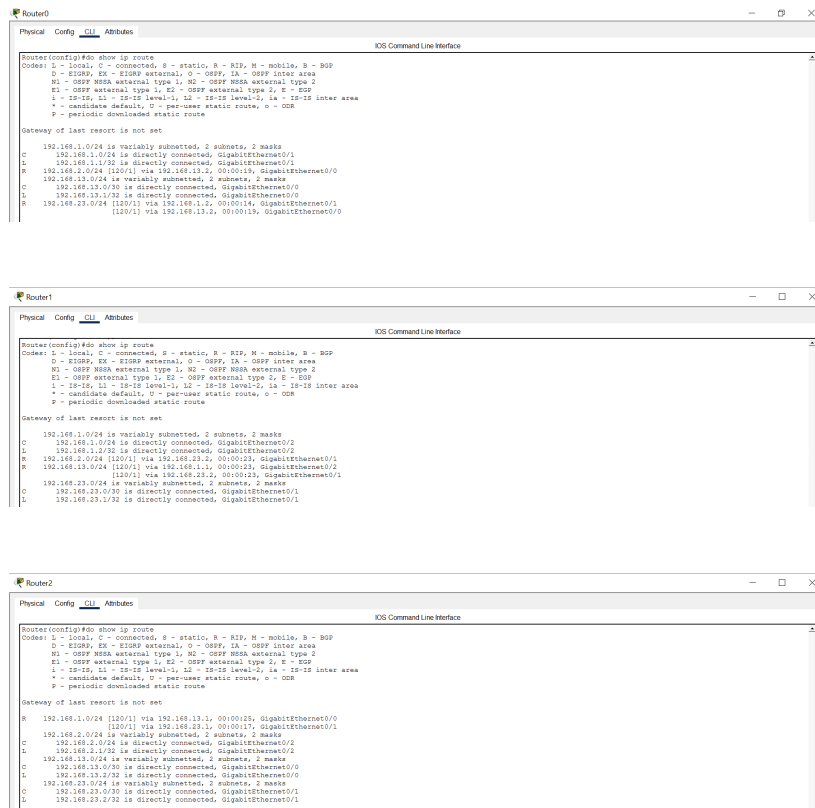 Router0
Physical Config CLI Attributes
IOS Command Line Interface
Router(config)#do show ip route
Codes: L - local, C - connected, S - static, R - RIP, M - mobile, B - BGP
D - EIGRP, EX - EIGRP external, O - OSPF, IA - OSPF inter area
N1 - OSPF NSSA external type 1, N2 - OSPF NSSA external type 2
E1 - OSPF external type 1, E2 - OSPF external type 2, E - EGP
i - IS-IS, L1 - IS-IS level-1, L2 - IS-IS level-2, ia - IS-IS inter area
* - candidate default, U - per-user static route, o - ODR
P - periodic downloaded static route
Gateway of last resort is not set
192.168.1.0/24 is variably subnetted, 2 subnets, 2 masks
C 192.168.1.0/24 is directly connected, GigabitEthernet0/1
L 192.168.1.1/32 is directly connected, GigabitEthernet0/1
R 192.168.2.0/24 [120/1] via 192.168.13.2, 00:00:19, GigabitEthernet0/0
192.168.13.0/24 is variably subnetted, 2 subnets, 2 masks
C 192.168.13.0/30 is directly connected, GigabitEthernet0/0
L 192.168.13.1/32 is directly connected, GigabitEthernet0/0
R 192.168.23.0/24 [120/1] via 192.168.1.2, 00:00:14, GigabitEthernet0/1
[120/1] via 192.168.13.2, 00:00:19, GigabitEthernet0/0
Router1
Physical Config CLI Attributes
IOS Command Line Interface
Router(config)#do show ip route
Codes: L - local, C - connected, S - static, R - RIP, M - mobile, B - BGP
D - EIGRP, EX - EIGRP external, O - OSPF, IA - OSPF inter area
N1 - OSPF NSSA external type 1, N2 - OSPF NSSA external type 2
E1 - OSPF external type 1, E2 - OSPF external type 2, E - EGP
i - IS-IS, L1 - IS-IS level-1, L2 - IS-IS level-2, ia - IS-IS inter area
* - candidate default, U - per-user static route, o - ODR
P - periodic downloaded static route
Gateway of last resort is not set
192.168.1.0/24 is variably subnetted, 2 subnets, 2 masks
C 192.168.1.0/24 is directly connected, GigabitEthernet0/2
L 192.168.1.2/32 is directly connected, GigabitEthernet0/2
R 192.168.2.0/24 [120/1] via 192.168.23.2, 00:00:23, GigabitEthernet0/1
R 192.168.13.0/24 [120/1] via 192.168.1.1, 00:00:23, GigabitEthernet0/2
[120/1] via 192.168.23.2, 00:00:23, GigabitEthernet0/1
192.168.23.0/24 is variably subnetted, 2 subnets, 2 masks
C 192.168.23.0/30 is directly connected, GigabitEthernet0/1
L 192.168.23.1/32 is directly connected, GigabitEthernet0/1
Router2
Physical Config CLI Attributes
IOS Command Line Interface
Router(config)#do show ip route
Codes: L - local, C - connected, S - static, R - RIP, M - mobile, B - BGP
D - EIGRP, EX - EIGRP external, O - OSPF, IA - OSPF inter area
N1 - OSPF NSSA external type 1, N2 - OSPF NSSA external type 2
E1 - OSPF external type 1, E2 - OSPF external type 2, E - EGP
i - IS-IS, L1 - IS-IS level-1, L2 - IS-IS level-2, ia - IS-IS inter area
* - candidate default, U - per-user static route, o - ODR
P - periodic downloaded static route
Gateway of last resort is not set
R 192.168.1.0/24 [120/1] via 192.168.13.1, 00:00:25, GigabitEthernet0/0
[120/1] via 192.168.23.1, 00:00:17, GigabitEthernet0/1
192.168.2.0/24 is variably subnetted, 2 subnets, 2 masks
C 192.168.2.0/24 is directly connected, GigabitEthernet0/2
L 192.168.2.1/32 is directly connected, GigabitEthernet0/2
192.168.13.0/24 is variably subnetted, 2 subnets, 2 masks
C 192.168.13.0/30 is directly connected, GigabitEthernet0/0
L 192.168.13.2/32 is directly connected, GigabitEthernet0/0
192.168.23.0/24 is variably subnetted, 2 subnets, 2 masks
C 192.168.23.0/30 is directly connected, GigabitEthernet0/1
L 192.168.23.2/32 is directly connected, GigabitEthernet0/1